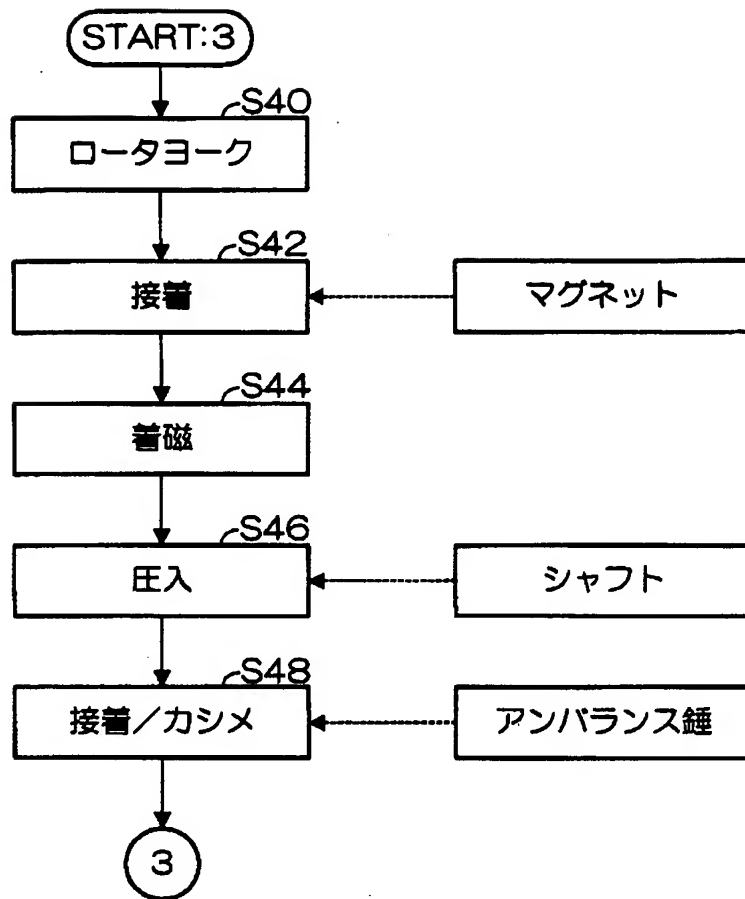 START:3
S40
ロータヨーク
S42
接着
マグネット
S44
着磁
S46
圧入
シャフト
S48
接着/カシメ
アンバランス錘
3